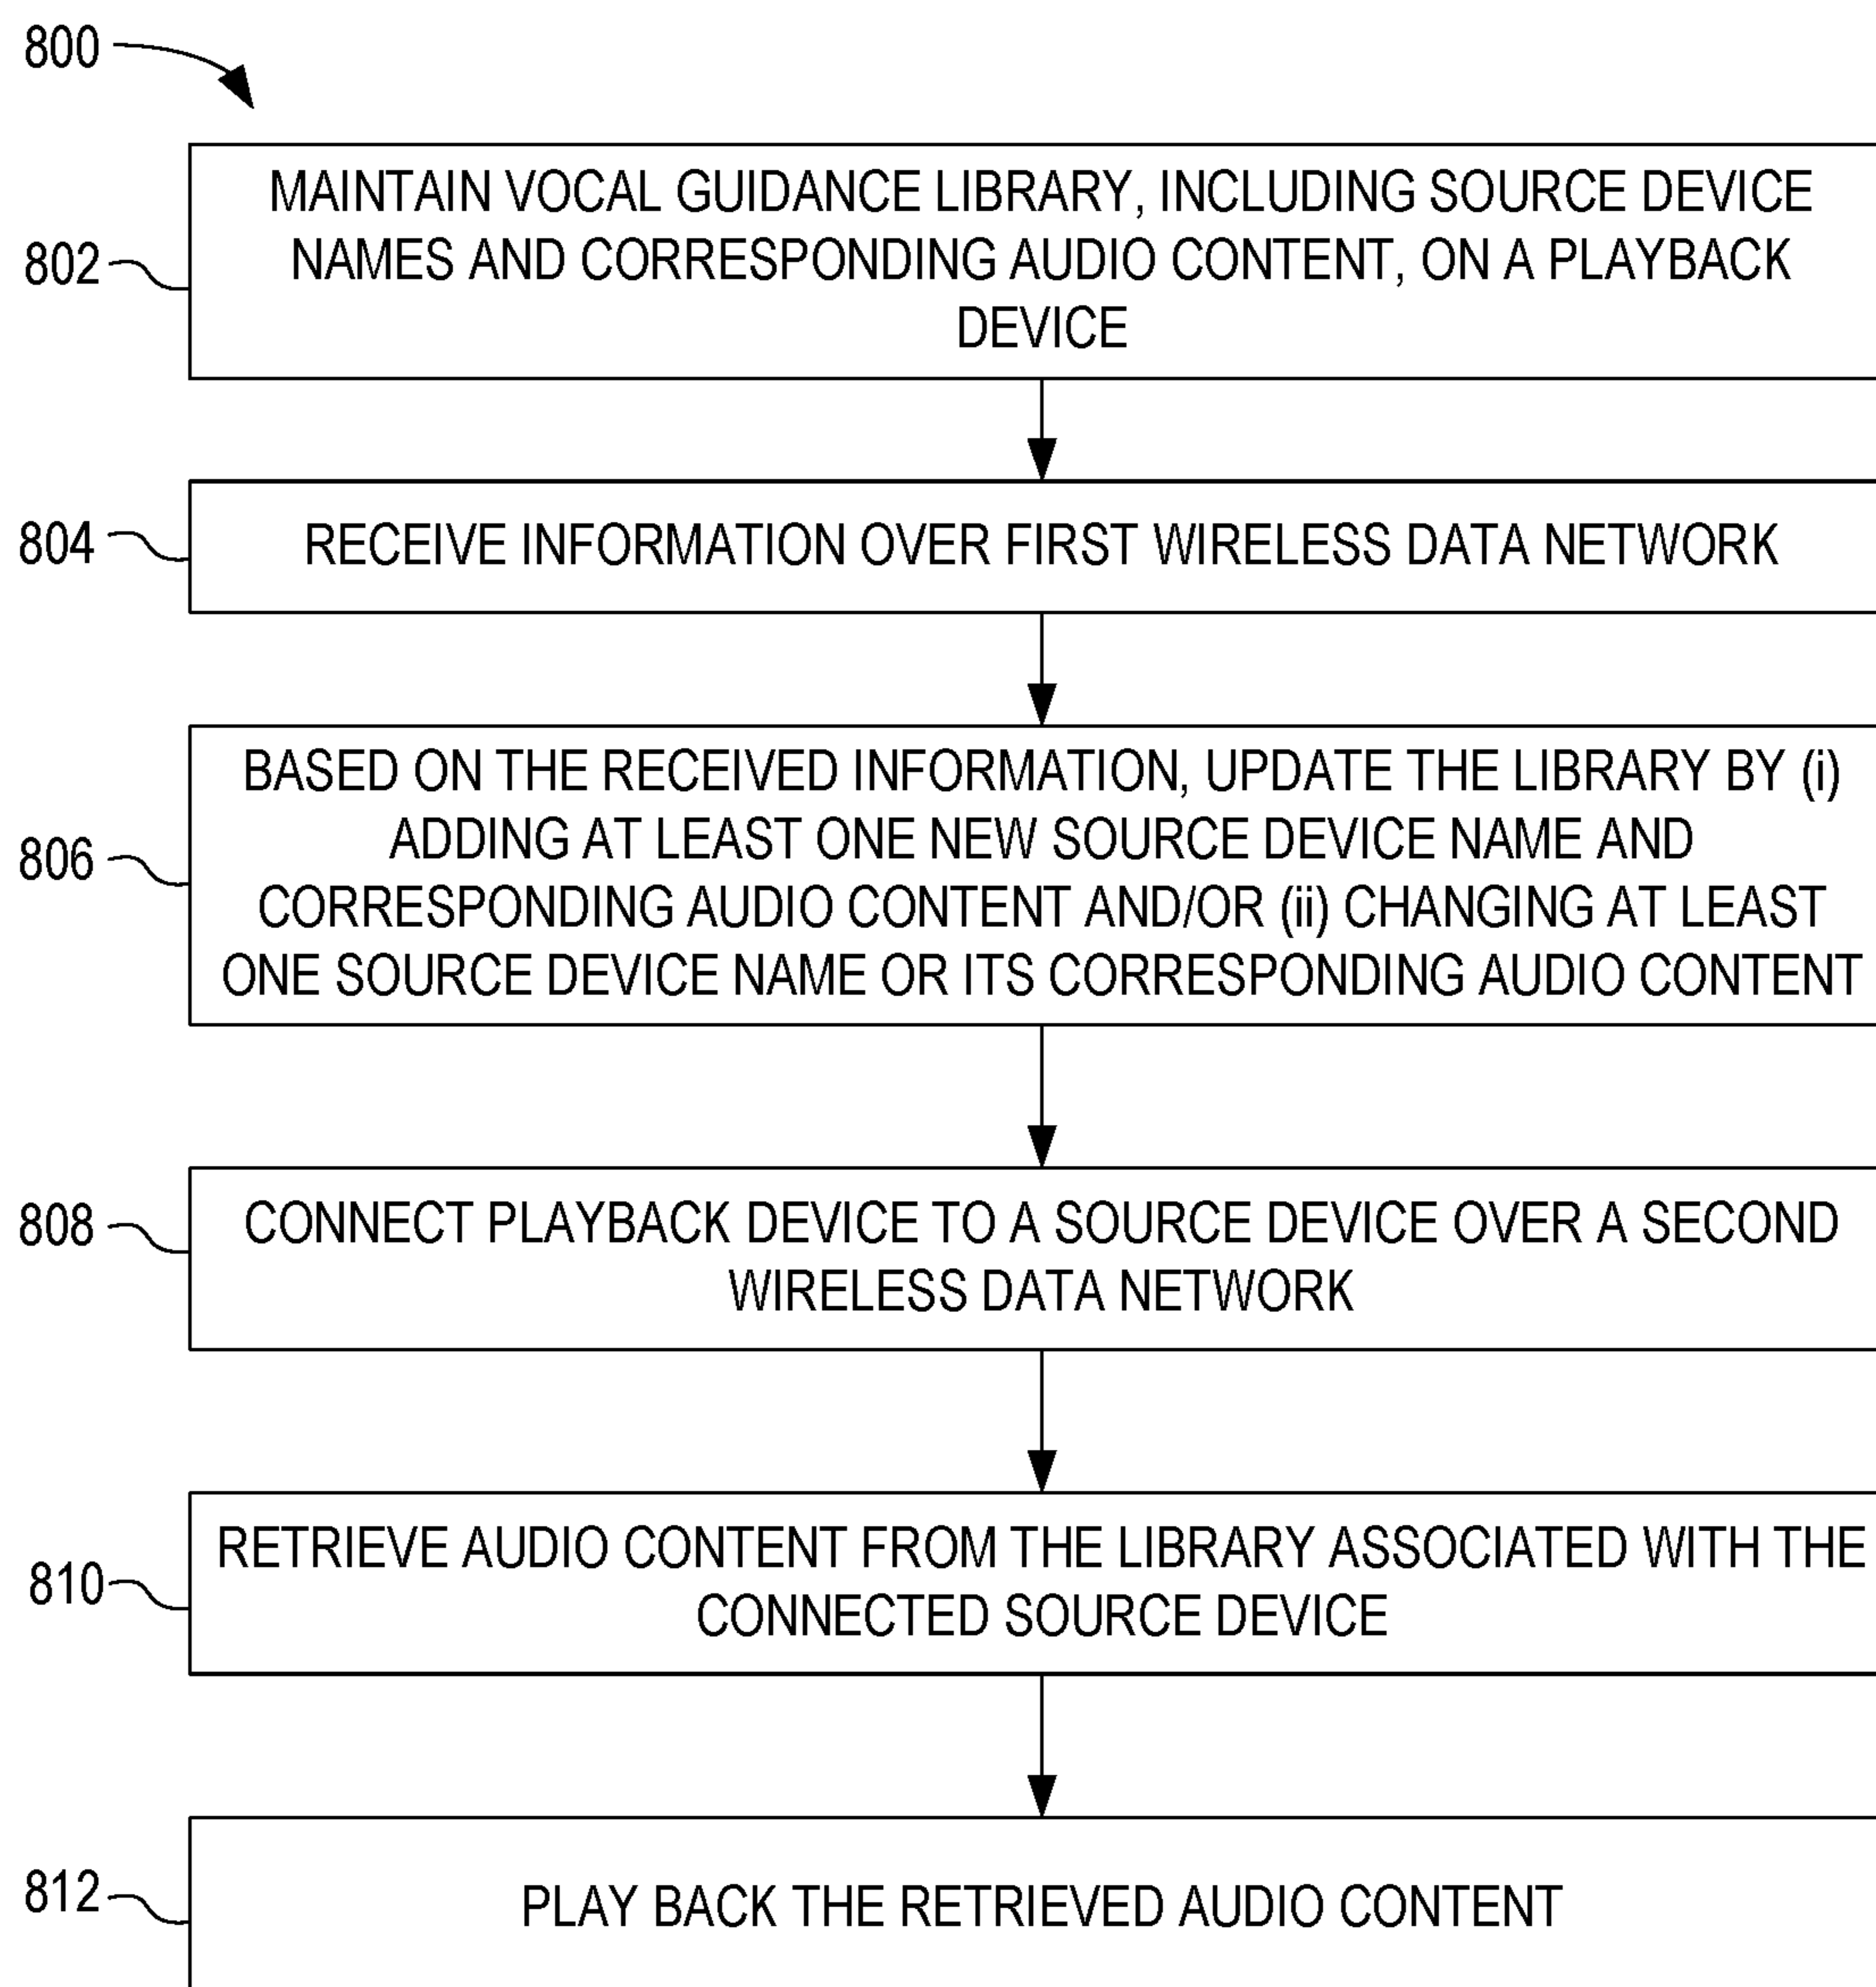 800
MAINTAIN VOCAL GUIDANCE LIBRARY, INCLUDING SOURCE DEVICE
NAMES AND CORRESPONDING AUDIO CONTENT, ON A PLAYBACK
DEVICE
802
RECEIVE INFORMATION OVER FIRST WIRELESS DATA NETWORK
804
BASED ON THE RECEIVED INFORMATION, UPDATE THE LIBRARY BY (i)
ADDING AT LEAST ONE NEW SOURCE DEVICE NAME AND
CORRESPONDING AUDIO CONTENT AND/OR (ii) CHANGING AT LEAST
ONE SOURCE DEVICE NAME OR ITS CORRESPONDING AUDIO CONTENT
806
CONNECT PLAYBACK DEVICE TO A SOURCE DEVICE OVER A SECOND
WIRELESS DATA NETWORK
808
RETRIEVE AUDIO CONTENT FROM THE LIBRARY ASSOCIATED WITH THE
CONNECTED SOURCE DEVICE
810
PLAY BACK THE RETRIEVED AUDIO CONTENT
812